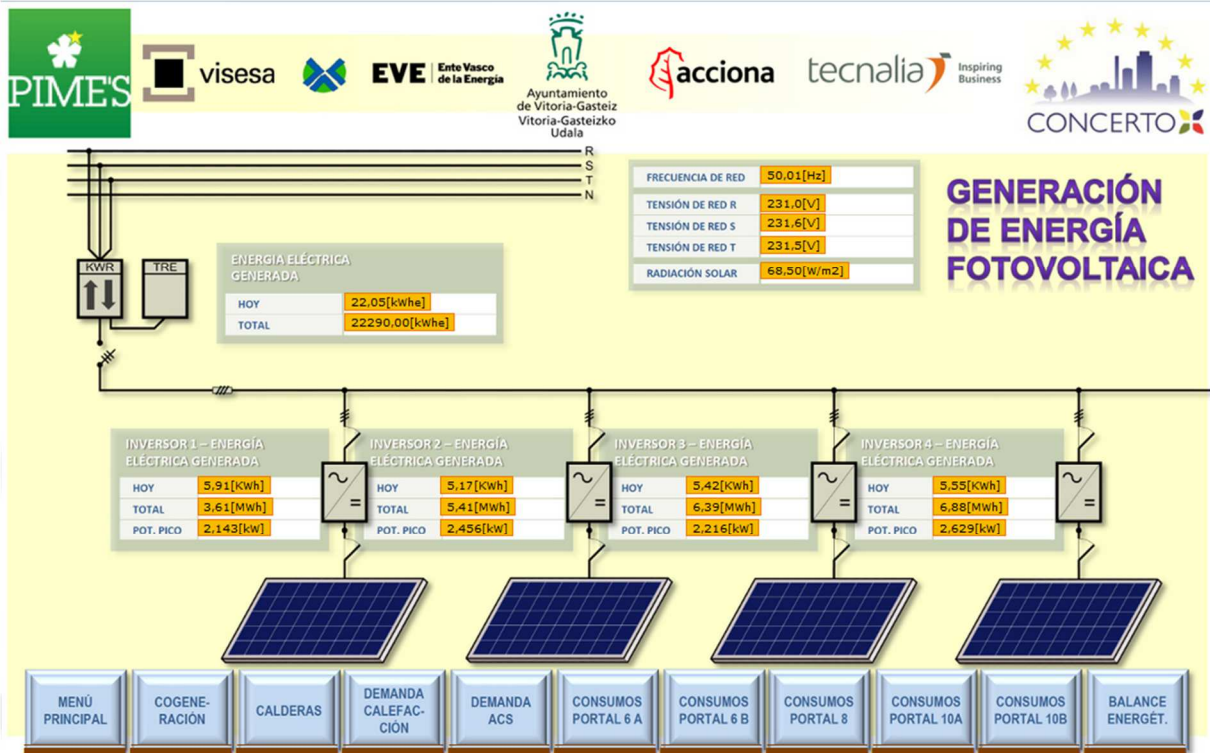 PIME'S
visesa
EVE
Ente Vasco
de la Energía
Ayuntamiento
de Vitoria-Gasteiz
Vitoria-Gasteizko
Udala
acciona
tecnalia
Inspiring
Business
CONCERTO
R
S
T
N
FRECUENCIA DE RED 50,01[Hz]
TENSIÓN DE RED R 231,0[V]
TENSIÓN DE RED S 231,6[V]
TENSIÓN DE RED T 231,5[V]
RADIACIÓN SOLAR 68,50[W/m2]
GENERACIÓN
DE ENERGÍA
FOTOVOLTAICA
KWR
TRE
ENERGIA ELÉCTRICA
GENERADA
HOY 22,05[kWhe]
TOTAL 22290,00[kWhe]
INVERSOR 1 – ENERGÍA
ELÉCTRICA GENERADA
HOY 5,91[KWh]
TOTAL 3,61[MWh]
POT. PICO 2,143[kW]
INVERSOR 2 – ENERGÍA
ELÉCTRICA GENERADA
HOY 5,17[KWh]
TOTAL 5,41[MWh]
POT. PICO 2,456[kW]
INVERSOR 3 – ENERGÍA
ELÉCTRICA GENERADA
HOY 5,42[KWh]
TOTAL 6,39[MWh]
POT. PICO 2,216[kW]
INVERSOR 4 – ENERGÍA
ELÉCTRICA GENERADA
HOY 5,55[KWh]
TOTAL 6,88[MWh]
POT. PICO 2,629[kW]
MENÚ
PRINCIPAL
COGENE-
RACIÓN
CALDERAS
DEMANDA
CALEFAC-
CIÓN
DEMANDA
ACS
CONSUMOS
PORTAL 6 A
CONSUMOS
PORTAL 6 B
CONSUMOS
PORTAL 8
CONSUMOS
PORTAL 10A
CONSUMOS
PORTAL 10B
BALANCE
ENERGÉT.